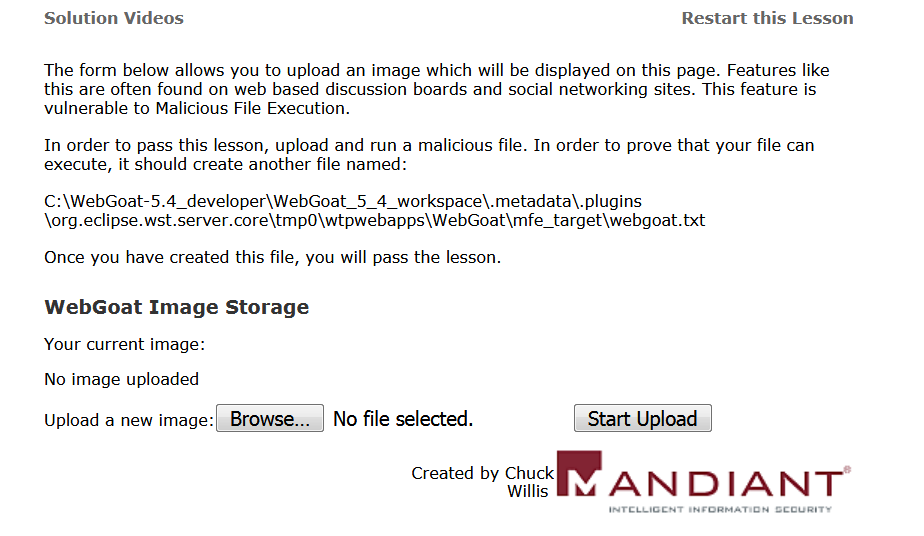 Solution Videos Restart this Lesson
The form below allows you to upload an image which will be displayed on this page. Features like
this are often found on web based discussion boards and social networking sites. This feature is
vulnerable to Malicious File Execution.
In order to pass this lesson, upload and run a malicious file. In order to prove that your file can
execute, it should create another file named:
C:\WebGoat-5.4_developer\WebGoat_5_4_workspace\.metadata\.plugins
\org.eclipse.wst.server.core\tmp0\wtpwebapps\WebGoat\mfe_target\webgoat.txt
Once you have created this file, you will pass the lesson.
WebGoat Image Storage
Your current image:
No image uploaded
Upload a new image: Browse... No file selected. Start Upload
Created by Chuck
Willis
MANDIANT®
INTELLIGENT INFORMATION SECURITY